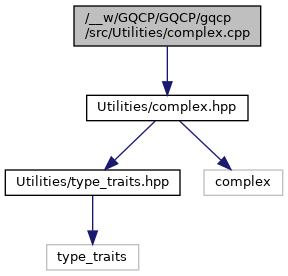 /__w/GQCP/GQCP/gqcp
/src/Utilities/complex.cpp
Utilities/complex.hpp
Utilities/type_traits.hpp
complex
type_traits